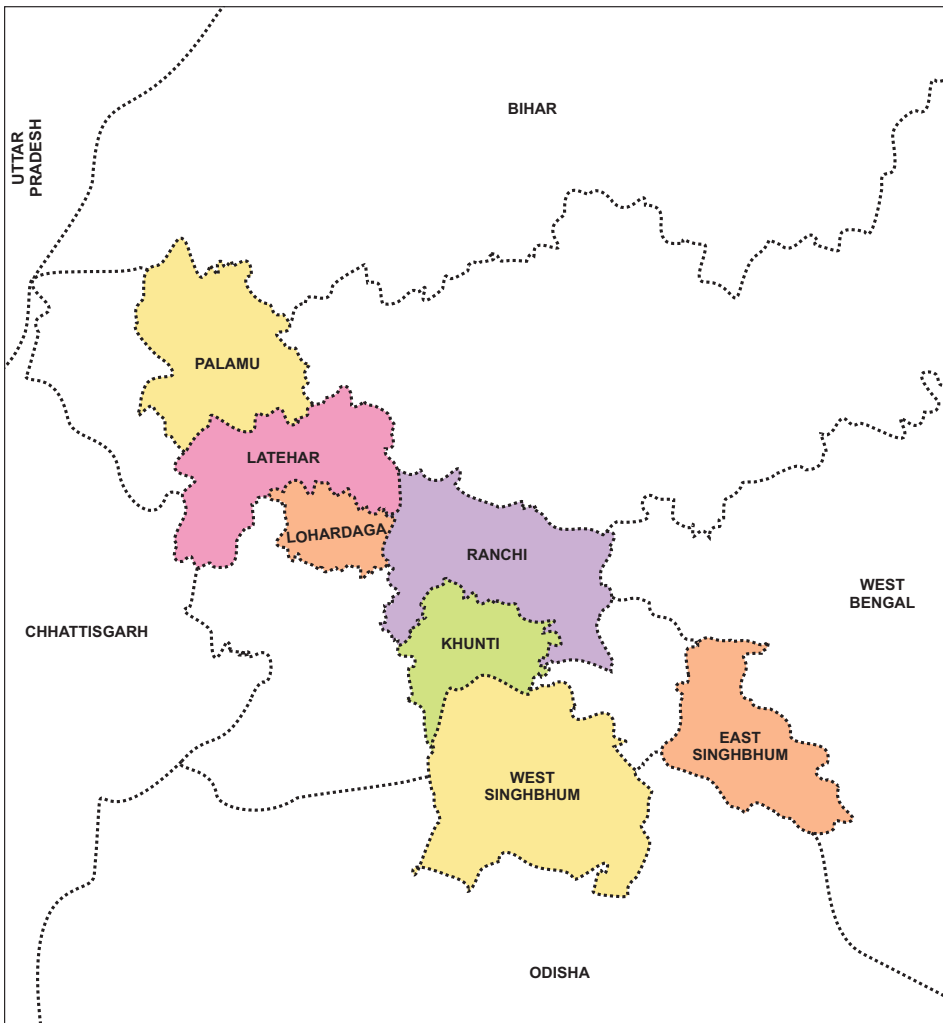 BIHAR
UTTAR
PRADESH
PALAMU
LATEHAR
LOHARDAGA
RANCHI
WEST
BENGAL
CHHATTISGARH
KHUNTI
EAST
SINGHBHUM
WEST
SINGHBHUM
ODISHA